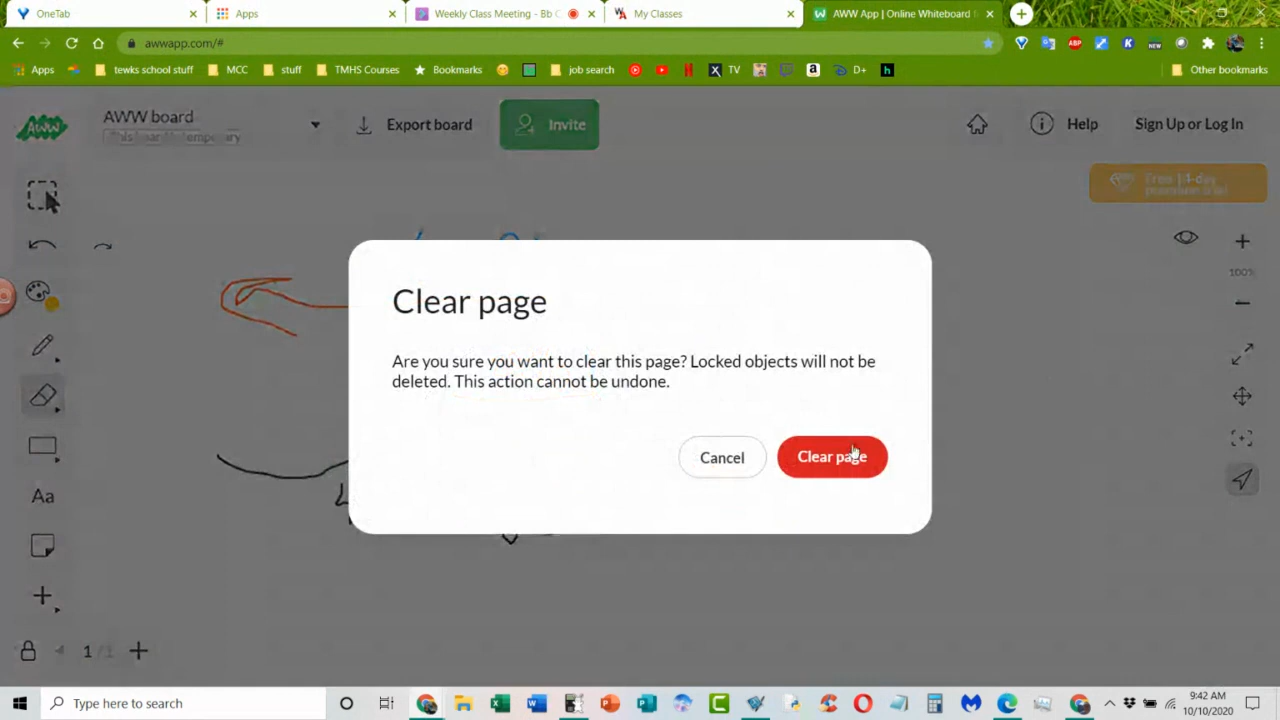 OneTab
Apps
Weekly Class Meeting - Bb C
My Classes
AWW App | Online Whiteboard
awwapp.com/#
Apps
tewks school stuff
MCC
stuff
TMHS Courses
Bookmarks
job search
TV
D+
Other bookmarks
AWW
AWW board
Export board
Invite
Help
Sign Up or Log In
Free
100%
Clear page
Are you sure you want to clear this page? Locked objects will not be
deleted. This action cannot be undone.
Cancel
Clear page
Aa
1/1
Type here to search
9:42 AM
10/10/2020